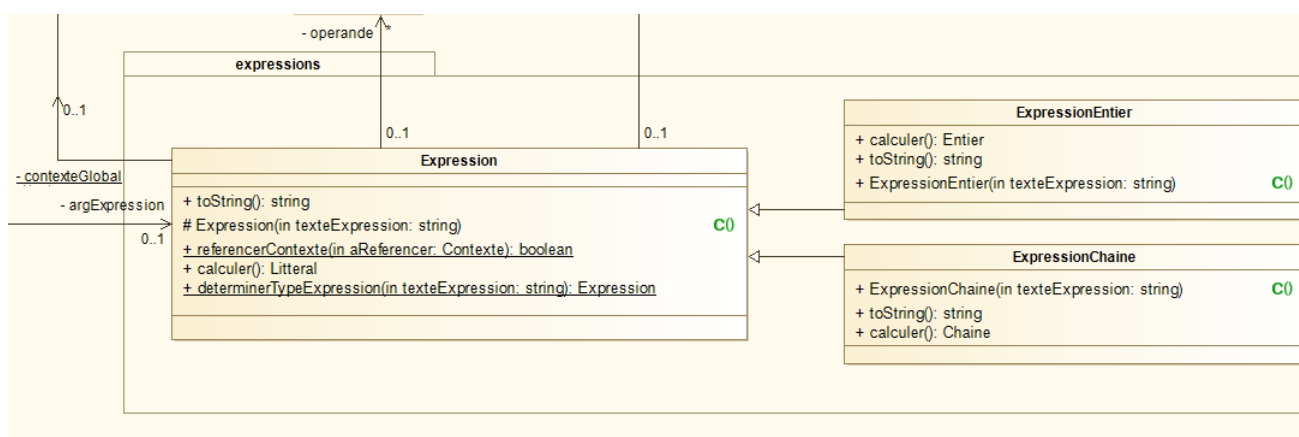 - operande
*
expressions
0..1
0..1
0..1
- contexteGlobal
- argExpression
0..1
Expression
+ toString(): string
# Expression(in texteExpression: string)
C()
+ referencerContexte(in aReferencer: Contexte): boolean
+ calculer(): Litteral
+ determinerTypeExpression(in texteExpression: string): Expression
ExpressionEntier
+ calculer(): Entier
+ toString(): string
+ ExpressionEntier(in texteExpression: string)
C()
ExpressionChaine
+ ExpressionChaine(in texteExpression: string)
C()
+ toString(): string
+ calculer(): Chaine